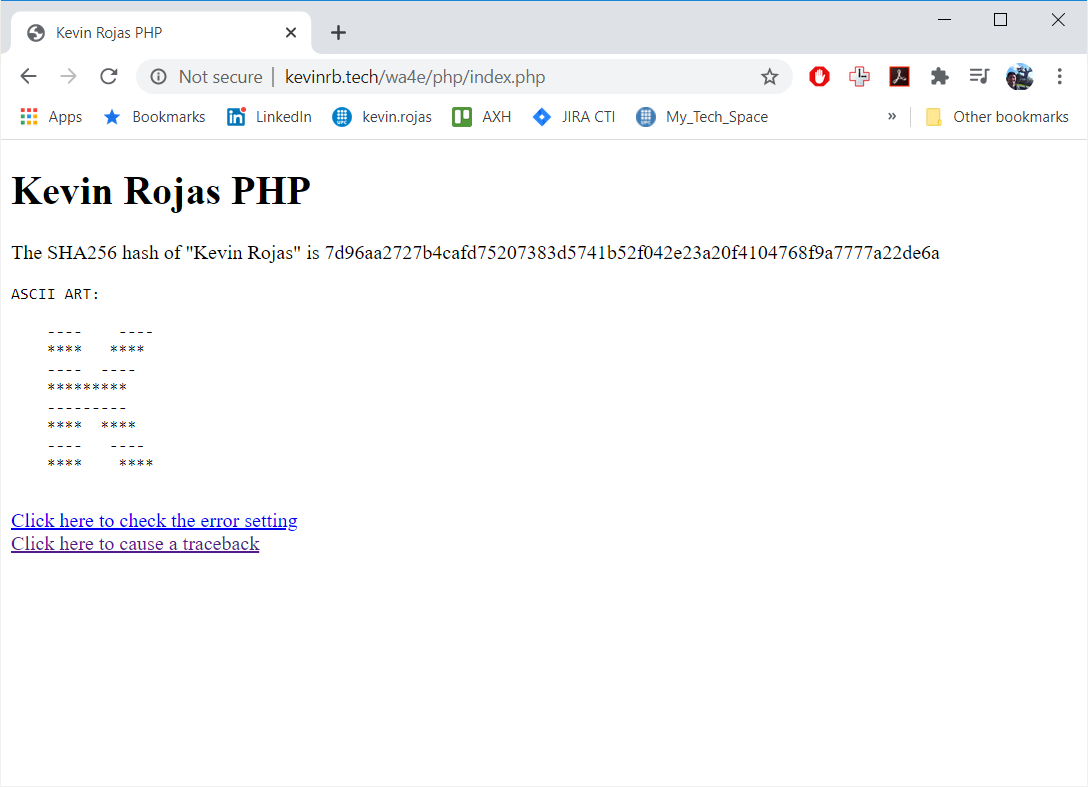 Kevin Rojas PHP
Not secure | kevinrb.tech/wa4e/php/index.php
Apps Bookmarks LinkedIn kevin.rojas AXH JIRA CTI My_Tech_Space » Other bookmarks
Kevin Rojas PHP
The SHA256 hash of "Kevin Rojas" is 7d96aa2727b4cafd75207383d5741b52f042e23a20f4104768f9a7777a22de6a
ASCII ART:
    ----    ----
    ****   ****
    ----  ----
    *********
    ---------
    ****  ****
    ----   ----
    ****    ****
Click here to check the error setting
Click here to cause a traceback